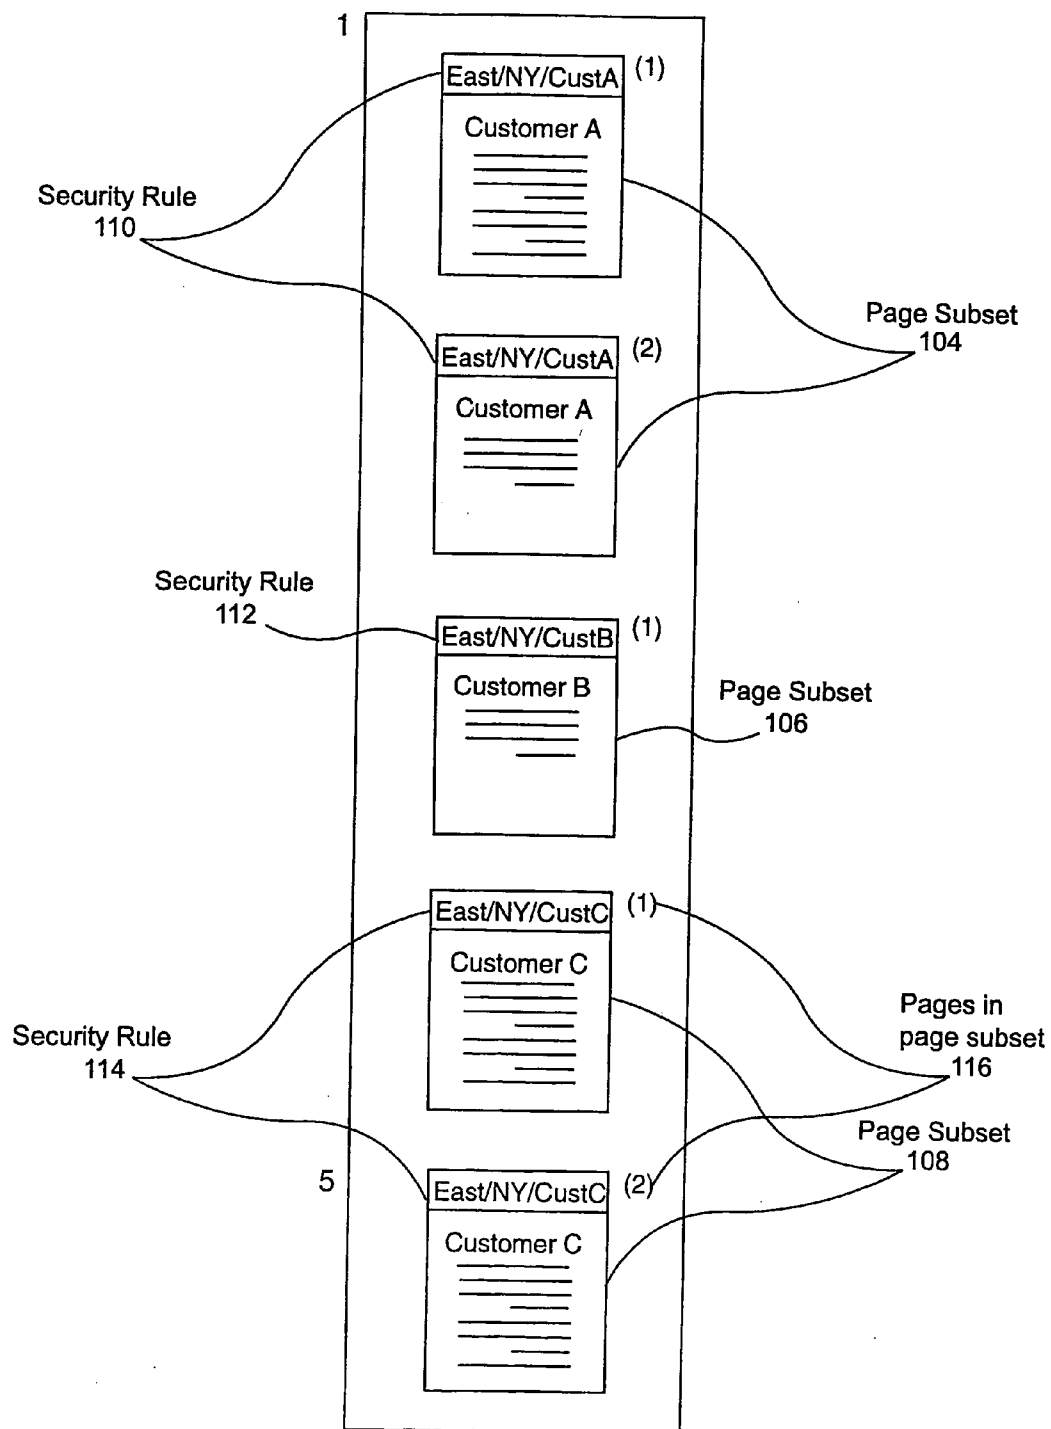 1
East/NY/CustA (1)
Customer A
Security Rule
110
Page Subset
104
East/NY/CustA (2)
Customer A
Security Rule
112
East/NY/CustB (1)
Customer B
Page Subset
106
East/NY/CustC (1)
Customer C
Security Rule
114
Pages in
page subset
116
Page Subset
108
5
East/NY/CustC (2)
Customer C